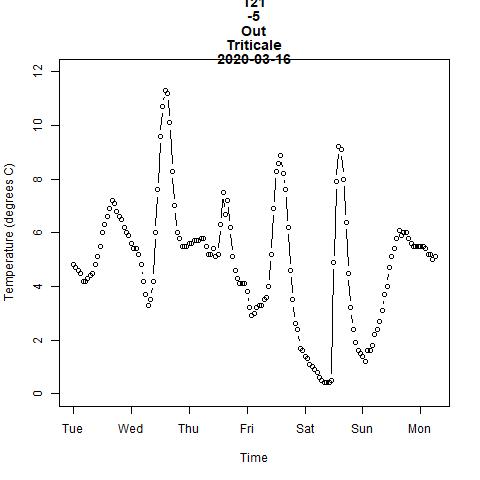 121
-5
Out
Triticale
2020-03-16
12
10
8
6
4
2
0
Temperature (degrees C)
Tue Wed Thu Fri Sat Sun Mon
Time